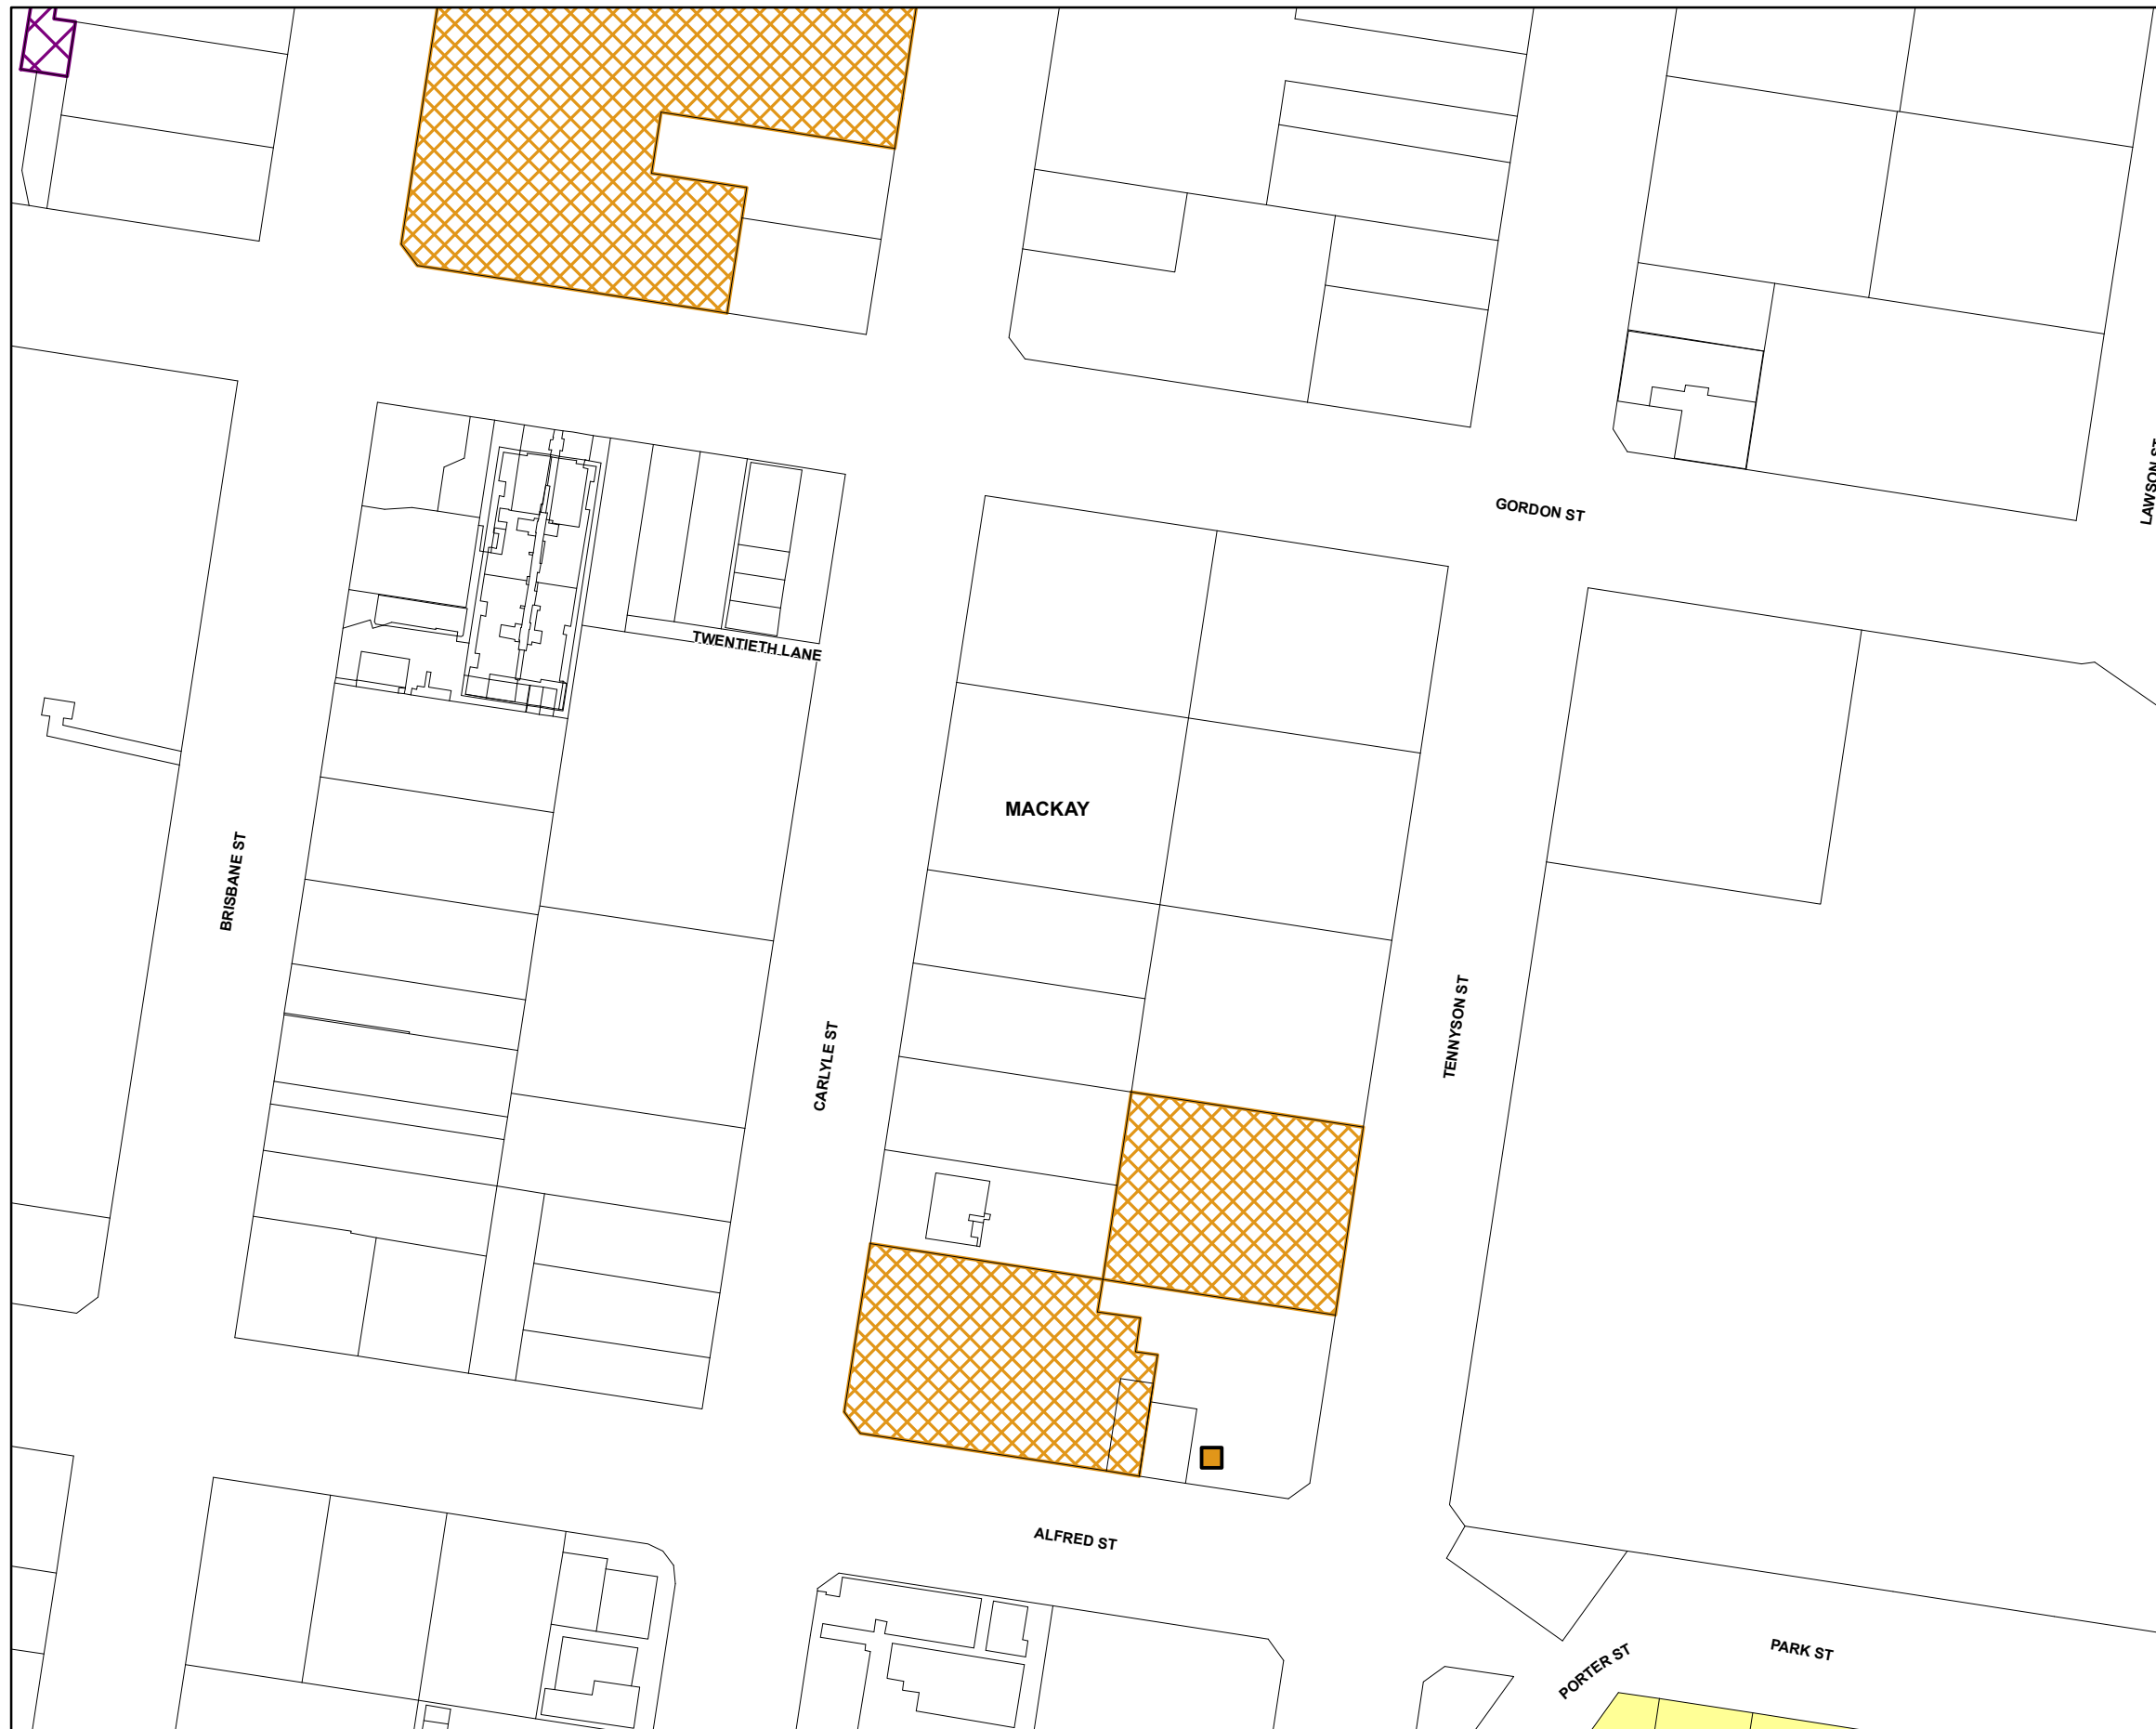 GORDON ST
LAWSON ST
TWENTIETH LANE
MACKAY
BRISBANE ST
CARLYLE ST
TENNYSON ST
ALFRED ST
PORTER ST
PARK ST